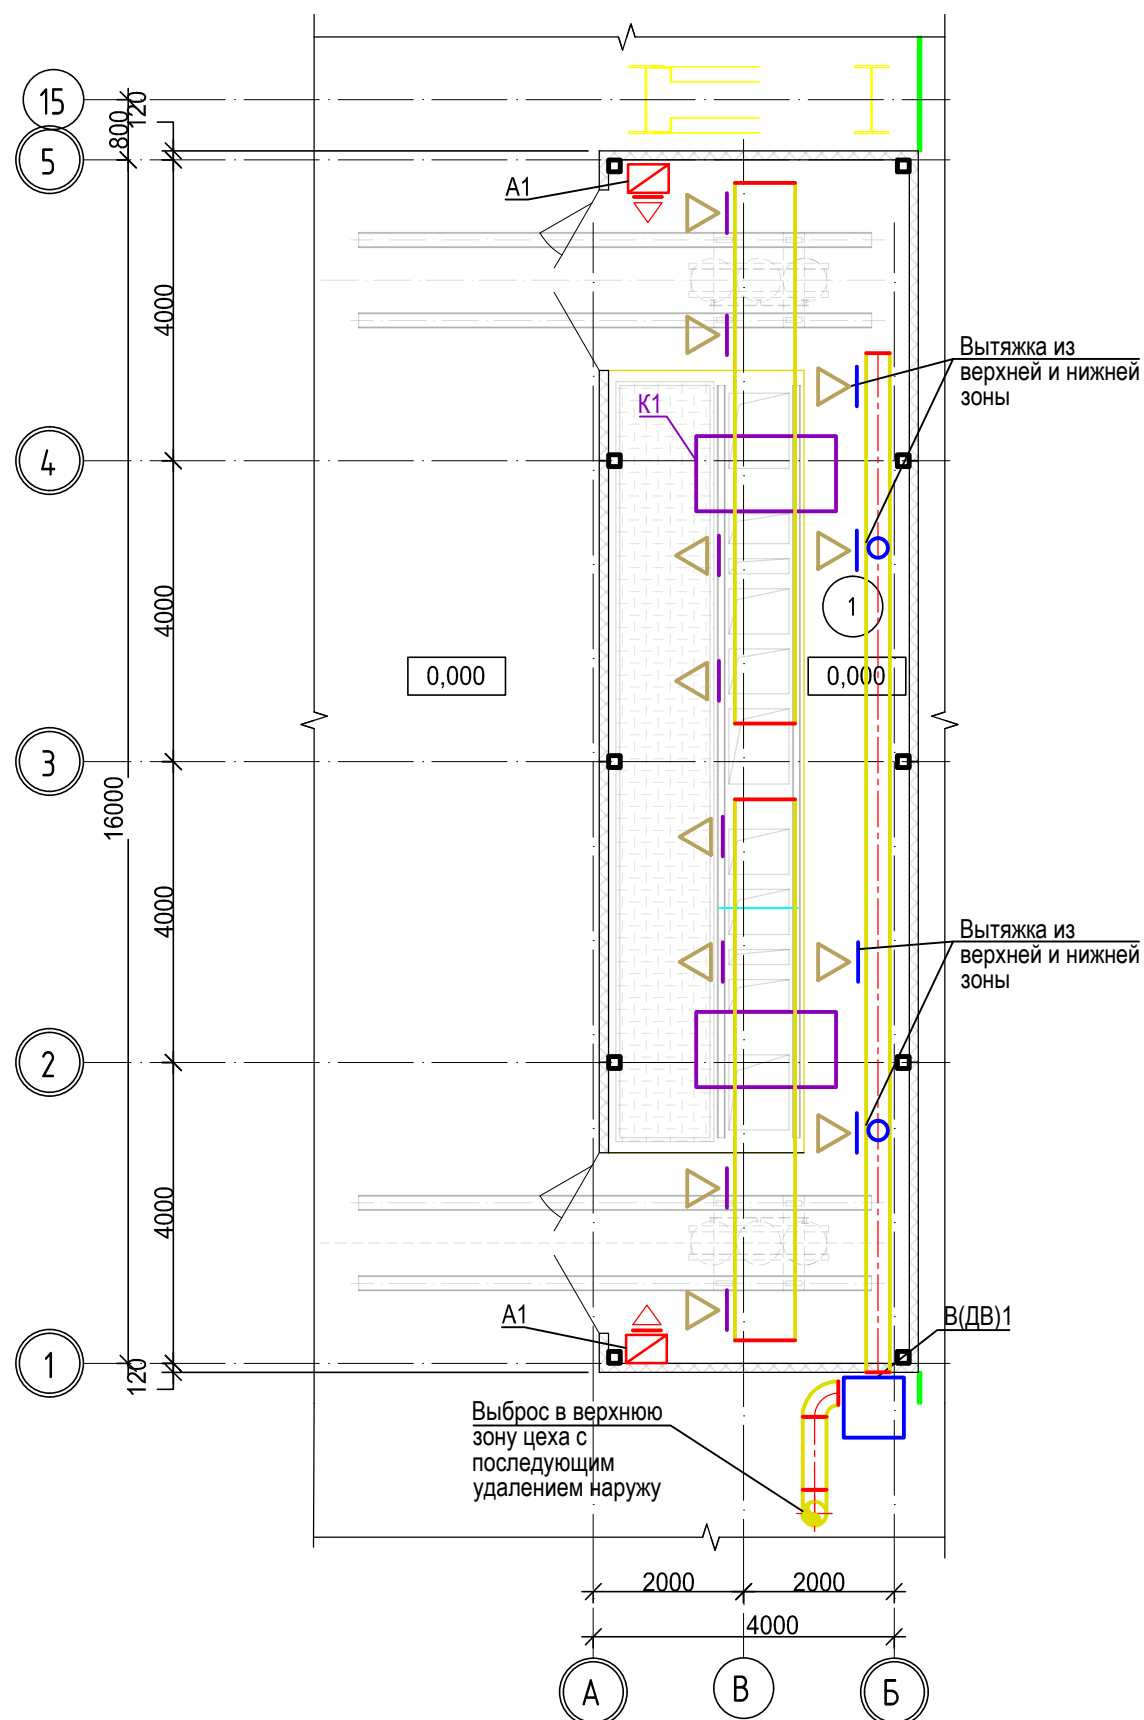 15
120
800
5
А1
4000
Вытяжка из
верхней и нижней
зоны
К1
4
4000
1
0,000
0,000
3
16000
4000
Вытяжка из
верхней и нижней
зоны
2
4000
А1
В(ДВ)1
1
120
Выброс в верхнюю
зону цеха с
последующим
удалением наружу
2000
2000
4000
А
В
Б